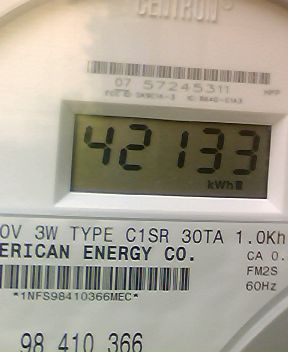 CENTRON
07 57245311
42133
kWh
0V 3W TYPE C1SR 30TA 1.0Kh
ERICAN ENERGY CO.
CA 0.
FM2S
*1NFS98410366MEC*
60Hz
98 410 366